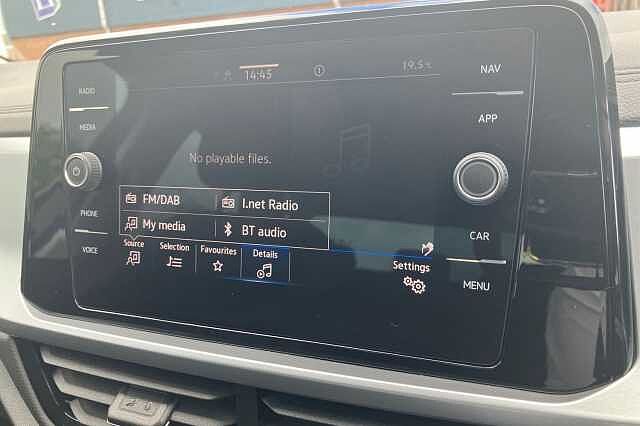 RADIO
MEDIA
PHONE
VOICE
14:45
19.5°C
No playable files.
FM/DAB
I.net Radio
My media
BT audio
Source
Selection
Favourites
Details
Settings
NAV
APP
CAR
MENU